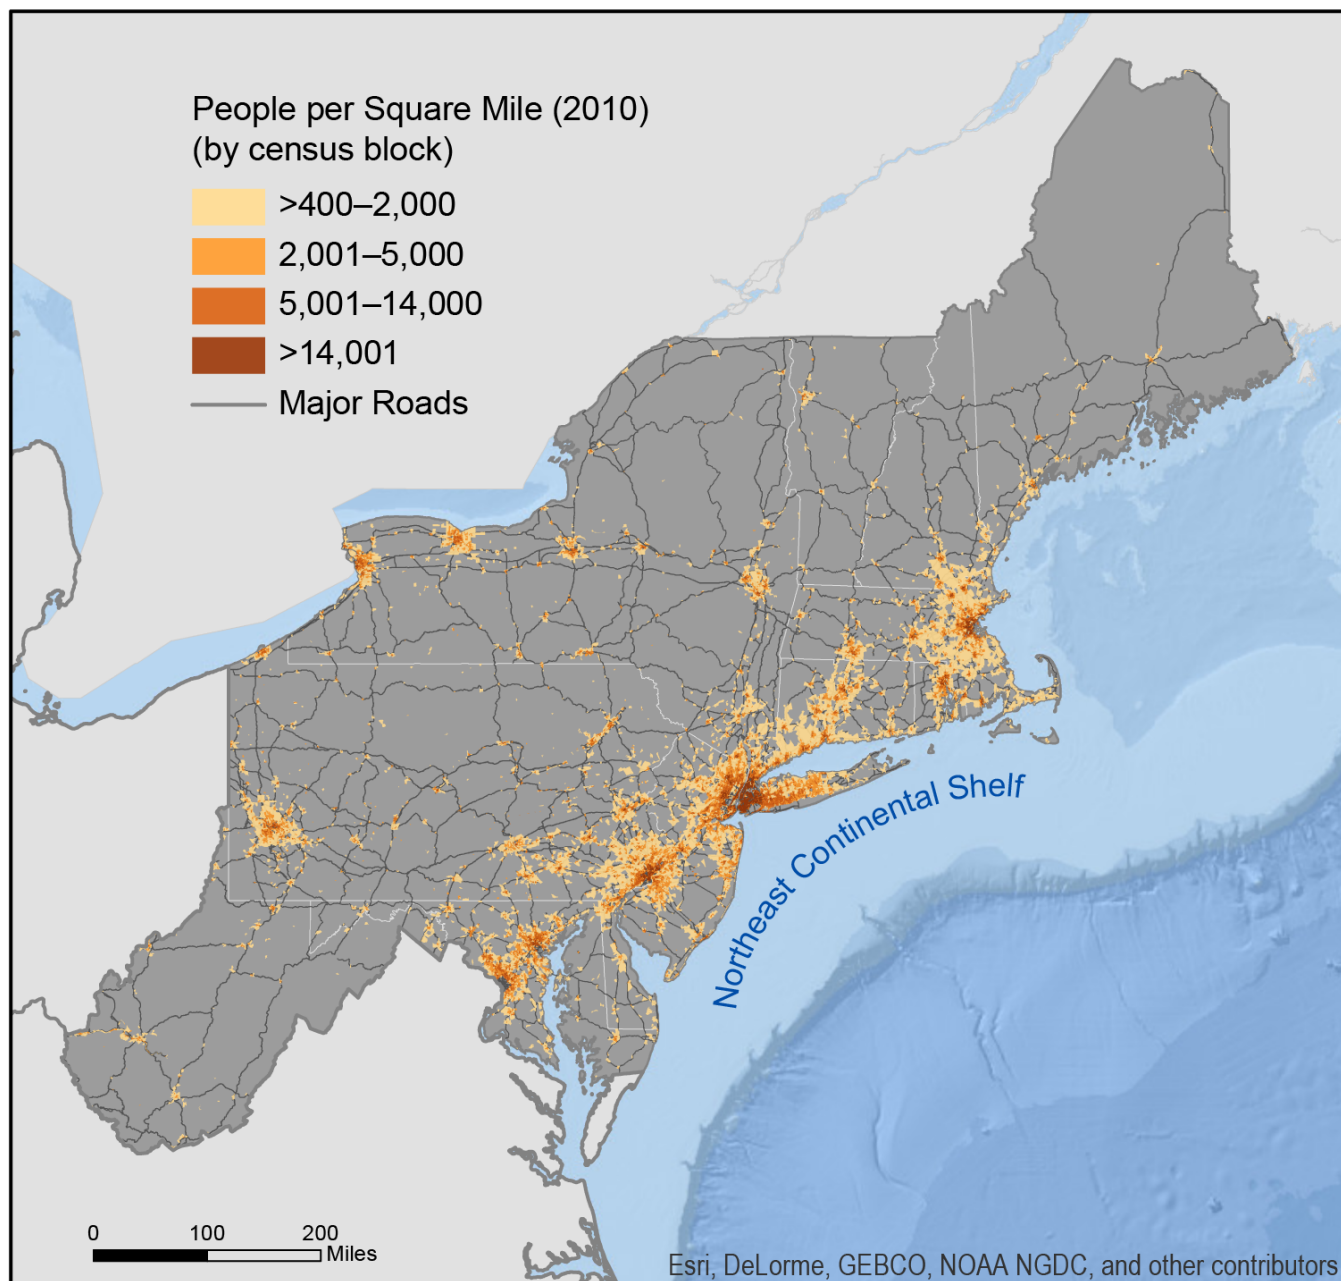 People per Square Mile (2010)
(by census block)
>400–2,000
2,001–5,000
5,001–14,000
>14,001
Major Roads
Northeast Continental Shelf
0 100 200
Miles
Esri, DeLorme, GEBCO, NOAA NGDC, and other contributors